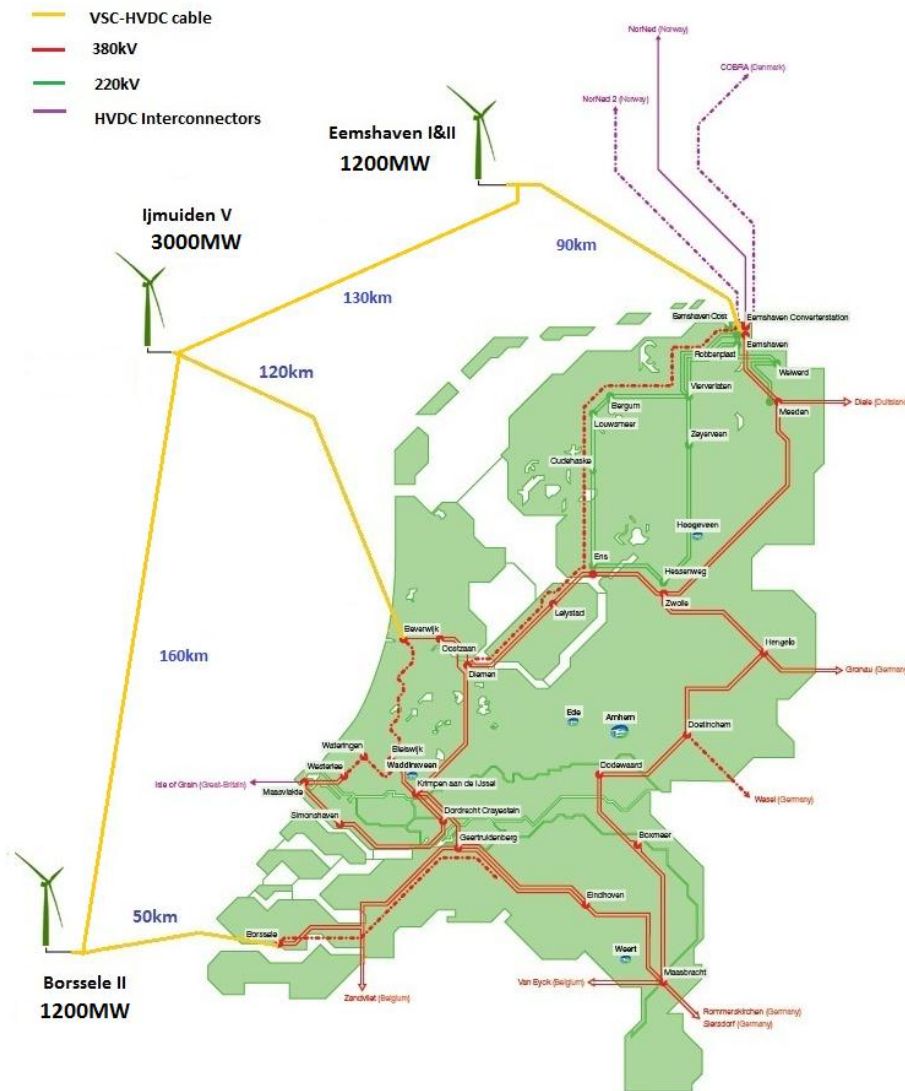 VSC-HVDC cable
380kV
220kV
HVDC Interconnectors
NorNed (Norway)
COBRA (Denmark)
NorNed 2 (Norway)
Eemshaven I&II
1200MW
Ijmuiden V
3000MW
90km
130km
120km
Eemshaven Oost
Eemshaven Converterstation
Eemshaven
Robbenplaat
Weiwerd
Vierverlaten
Diele (Duitsland
Meeden
Bergum
Louwsmeer
Zeyerveen
Oudehaske
Hoogeveen
Ens
Hessenweg
Zwolle
Lelystad
Beverwijk
Oostzaan
Diemen
Hengelo
160km
Gronau (Germany
Ede
Arnhem
Doetinchem
Wateringen
Bleiswijk
Westerlee
Waddinxveen
Dodewaard
Isle of Grain (Great-Britain)
Maasvlakte
Krimpen aan de IJssel
Wesel (Germany)
Simonshaven
Dordrecht Crayestein
Geertruidenberg
Boxmeer
Eindhoven
50km
Borssele
Weert
Borssele II
1200MW
Zandvliet (Belgium)
Van Eyck (Belgium)
Maasbracht
Rommerskirchen (Germany)
Siersdorf (Germany)